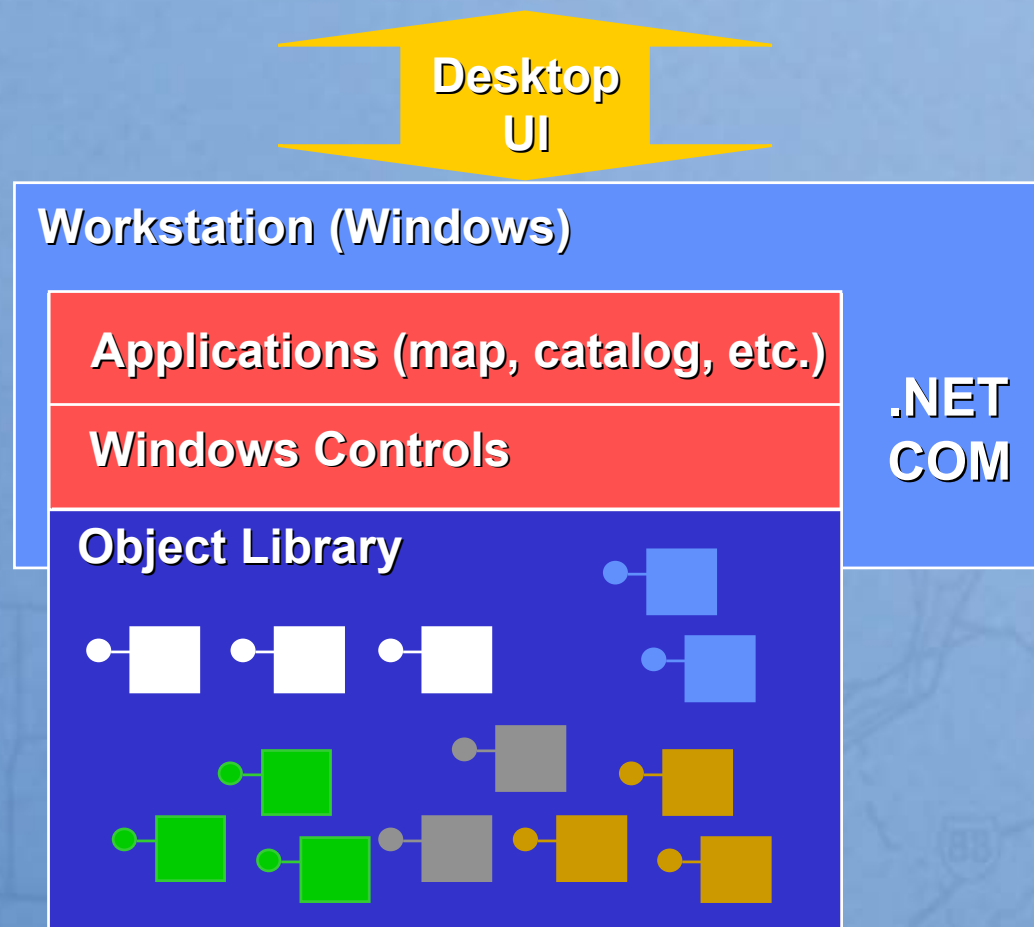 Desktop
UI
Workstation (Windows)
Applications (map, catalog, etc.)
.NET
COM
Windows Controls
Object Library